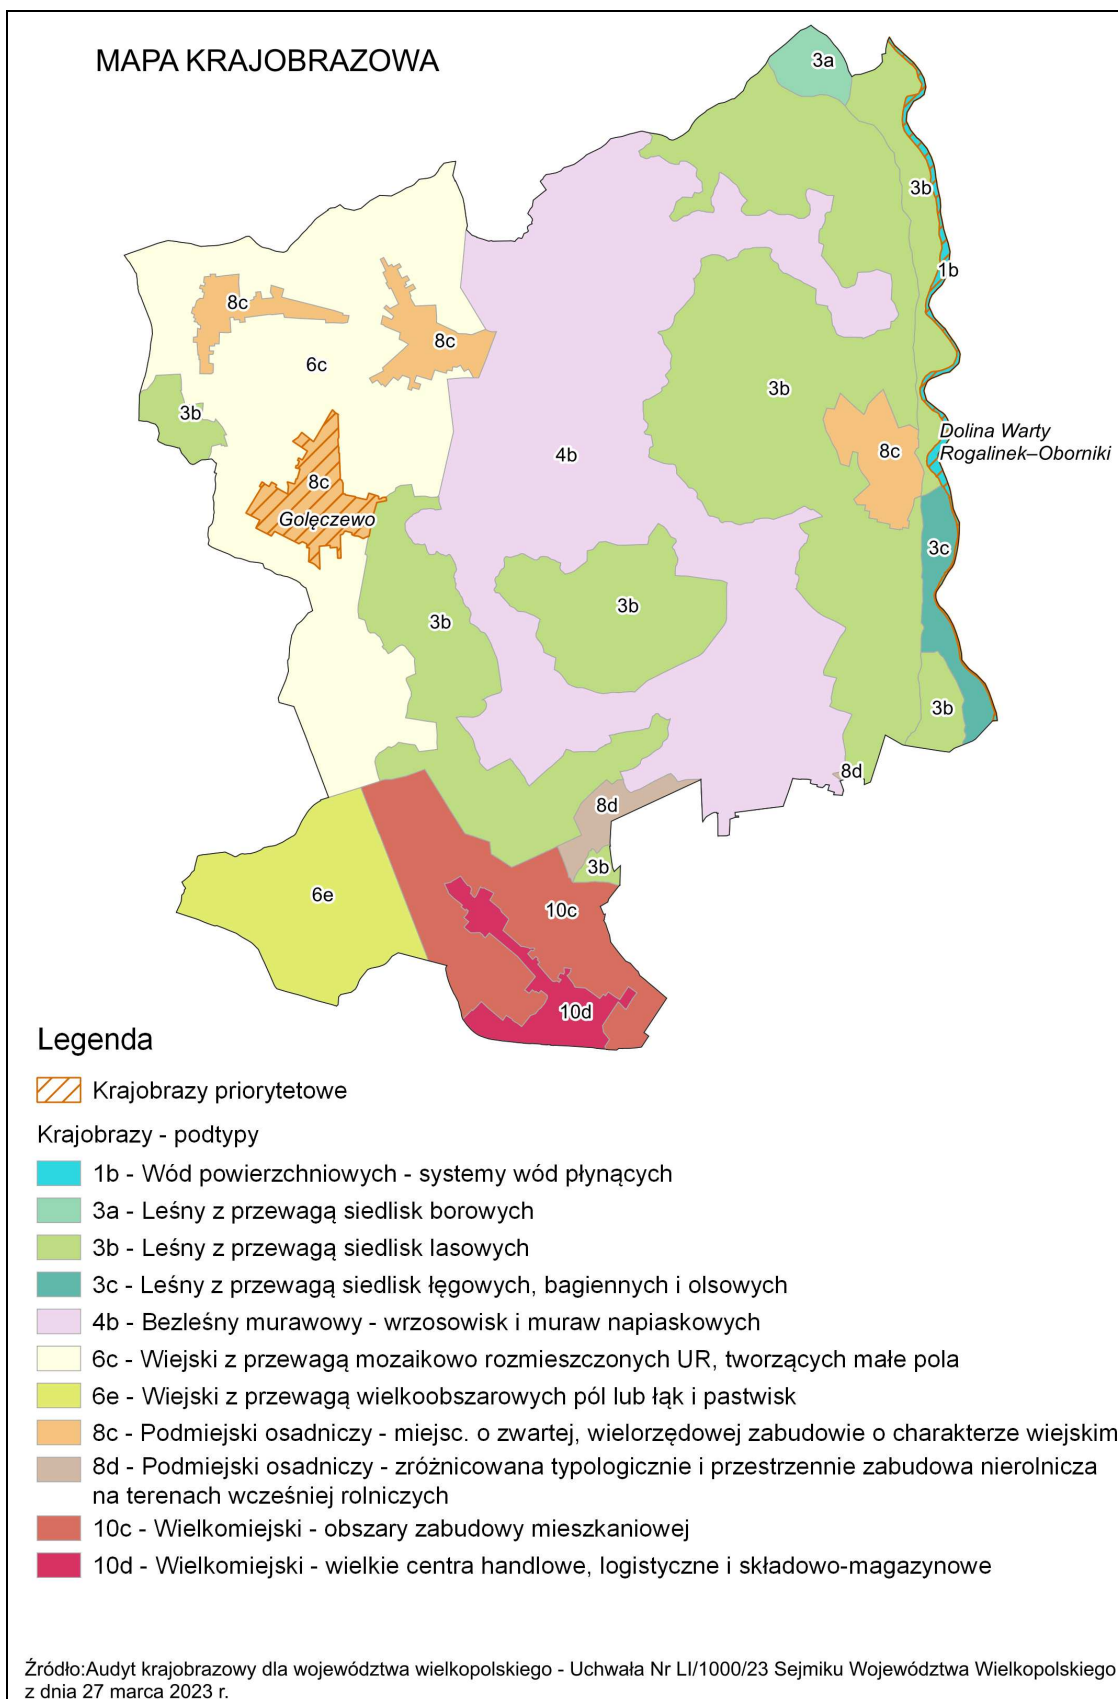 MAPA KRAJOBRAZOWA
3a
3b
1b
8c
8c
6c
3b
3b
Dolina Warty
Rogalinek–Oborniki
8c
4b
8c
Golęczewo
3c
3b
3b
3b
8d
8d
3b
6e
10c
10d
Legenda
Krajobrazy priorytetowe
Krajobrazy - podtypy
1b - Wód powierzchniowych - systemy wód płynących
3a - Leśny z przewagą siedlisk borowych
3b - Leśny z przewagą siedlisk lasowych
3c - Leśny z przewagą siedlisk łęgowych, bagiennych i olsowych
4b - Bezleśny murawowy - wrzosowisk i muraw napiaskowych
6c - Wiejski z przewagą mozaikowo rozmieszczonych UR, tworzących małe pola
6e - Wiejski z przewagą wielkoobszarowych pól lub łąk i pastwisk
8c - Podmiejski osadniczy - miejsc. o zwartej, wielorzędowej zabudowie o charakterze wiejskim
8d - Podmiejski osadniczy - zróżnicowana typologicznie i przestrzennie zabudowa nierolnicza
na terenach wcześniej rolniczych
10c - Wielkomiejski - obszary zabudowy mieszkaniowej
10d - Wielkomiejski - wielkie centra handlowe, logistyczne i składowo-magazynowe
Źródło:Audyt krajobrazowy dla województwa wielkopolskiego - Uchwała Nr LI/1000/23 Sejmiku Województwa Wielkopolskiego
z dnia 27 marca 2023 r.